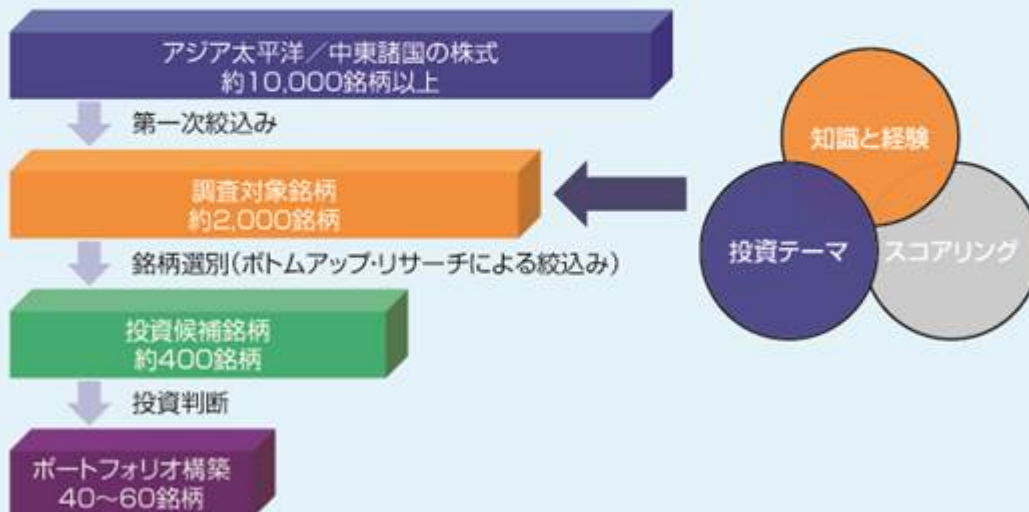 アジア太平洋／中東諸国の株式
約10,000銘柄以上
第一次絞込み
調査対象銘柄
約2,000銘柄
銘柄選別(ボトムアップ･リサーチによる絞込み)
投資候補銘柄
約400銘柄
投資判断
ポートフォリオ構築
40〜60銘柄
知識と経験
投資テーマ
スコアリング